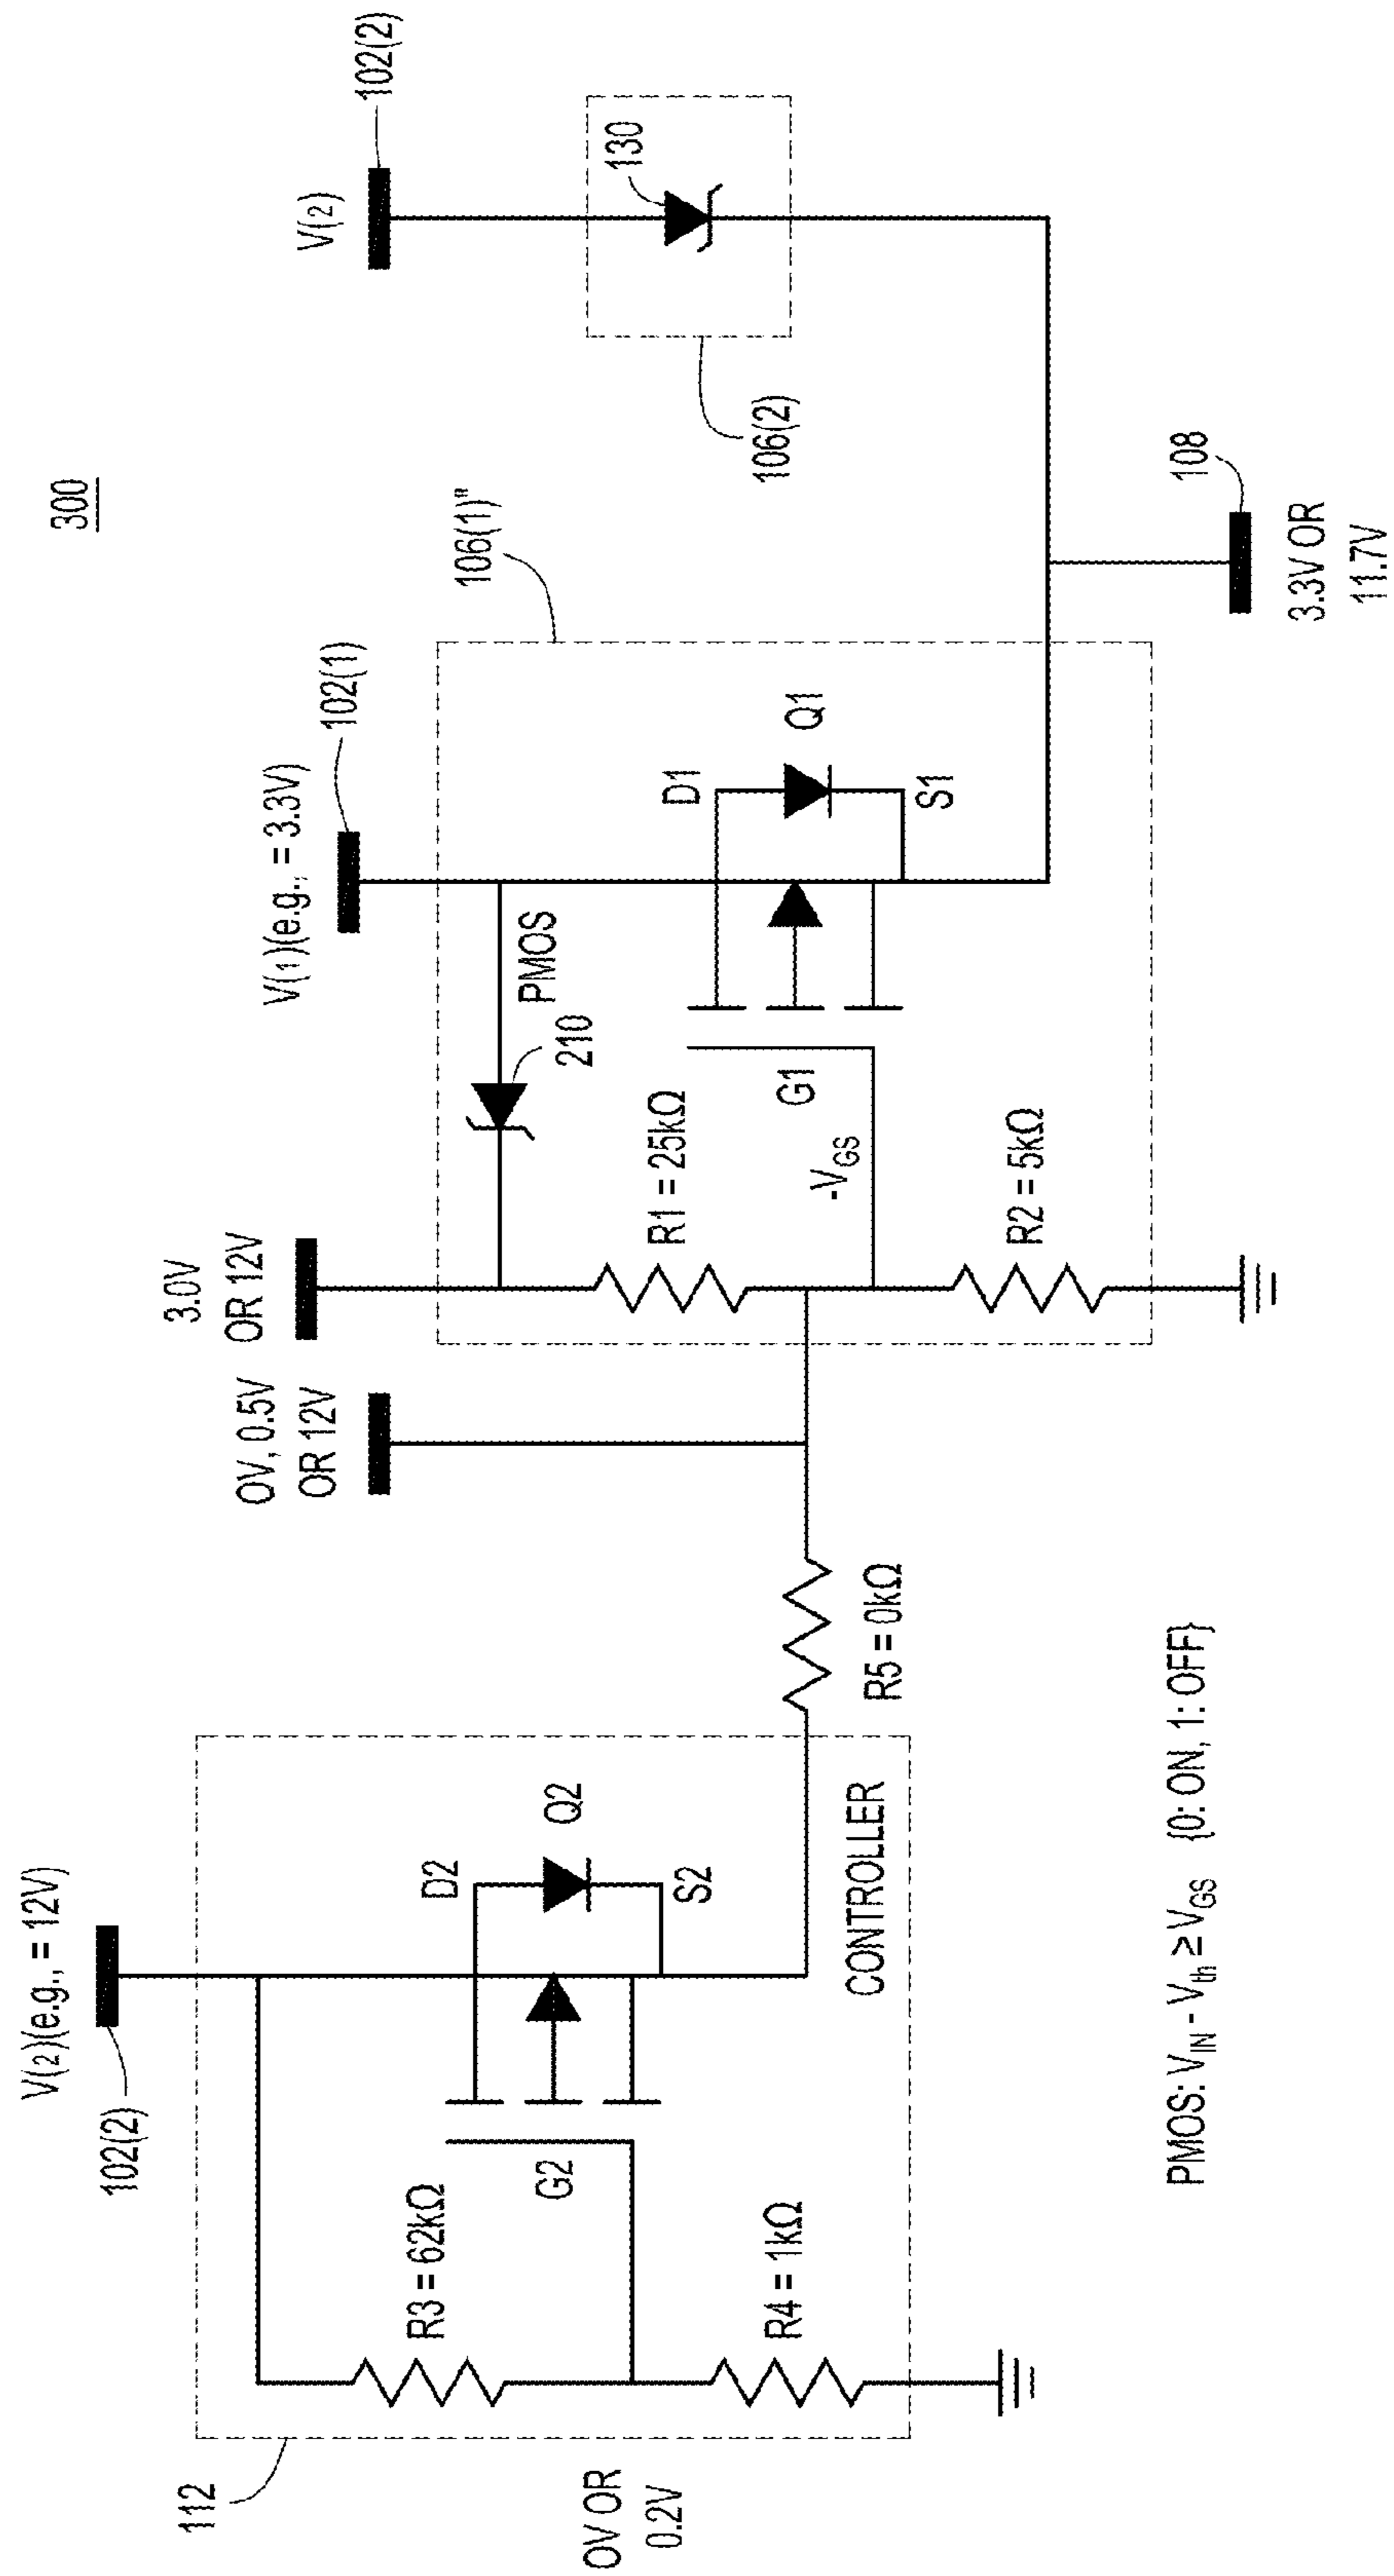 300
V(2)(e.g., = 12V)
102(2)
112
R3 = 62kΩ
G2
D2
Q2
S2
R4 = 1kΩ
CONTROLLER
OV OR
0.2V
R5 = 0kΩ
OV, 0.5V
OR 12V
3.0V
OR 12V
V(1)(e.g., = 3.3V)
102(1)
106(1)"
210
PMOS
R1 = 25kΩ
G1
-VGS
D1
Q1
S1
R2 = 5kΩ
V(2)
102(2)
130
106(2)
108
3.3V OR
11.7V
PMOS: VIN - Vth ≥ VGS {0: ON, 1: OFF}